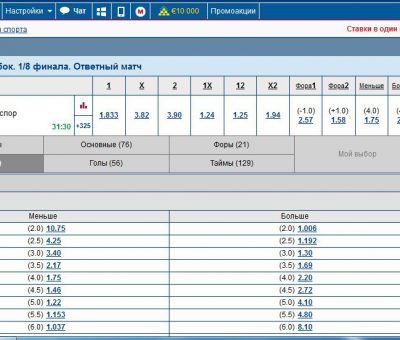 Настройки Чат M €10 000 Промоакции
спорта Ставки в один
бок. 1/8 финала. Ответный матч
1 X 2 1X 12 X2 Фора1 Фора2 Меньше
спор (-1.0) (+1.0) (4.0)
31:30 +325 1.833 3.82 3.90 1.24 1.25 1.94 2.57 1.58 1.75
Основные (76) Форы (21) Мой выбор
Голы (56) Таймы (129)
Меньше Больше
(2.0) 10.75 (2.0) 1.006
(2.5) 4.25 (2.5) 1.192
(3.0) 3.40 (3.0) 1.30
(3.5) 2.17 (3.5) 1.69
(4.0) 1.75 (4.0) 2.20
(4.5) 1.46 (4.5) 2.72
(5.0) 1.22 (5.0) 4.10
(5.5) 1.153 (5.5) 4.80
(6.0) 1.037 (6.0) 8.10